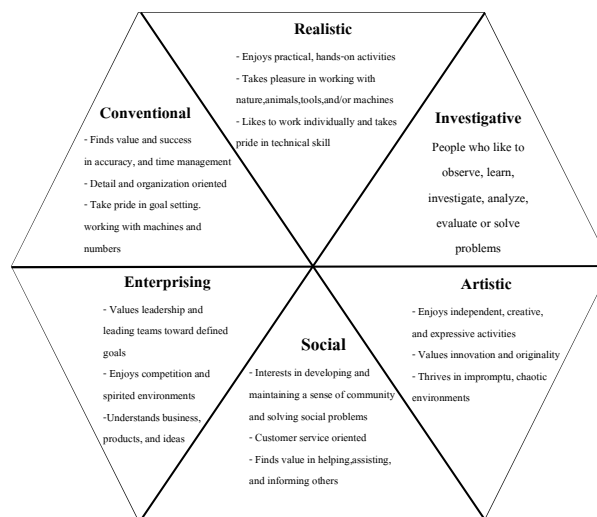 Realistic
- Enjoys practical, hands-on activities
- Takes pleasure in working with
nature,animals,tools,and/or machines
- Likes to work individually and takes
pride in technical skill
Conventional
- Finds value and success
in accuracy, and time management
- Detail and organization oriented
- Take pride in goal setting.
working with machines and
numbers
Investigative
People who like to
observe, learn,
investigate, analyze,
evaluate or solve
problems
Enterprising
- Values leadership and
leading teams toward defined
goals
- Enjoys competition and
spirited environments
-Understands business,
products, and ideas
Social
- Interests in developing and
maintaining a sense of community
and solving social problems
- Customer service oriented
- Finds value in helping,assisting,
and informing others
Artistic
- Enjoys independent, creative,
and expressive activities
- Values innovation and originality
- Thrives in impromptu, chaotic
environments